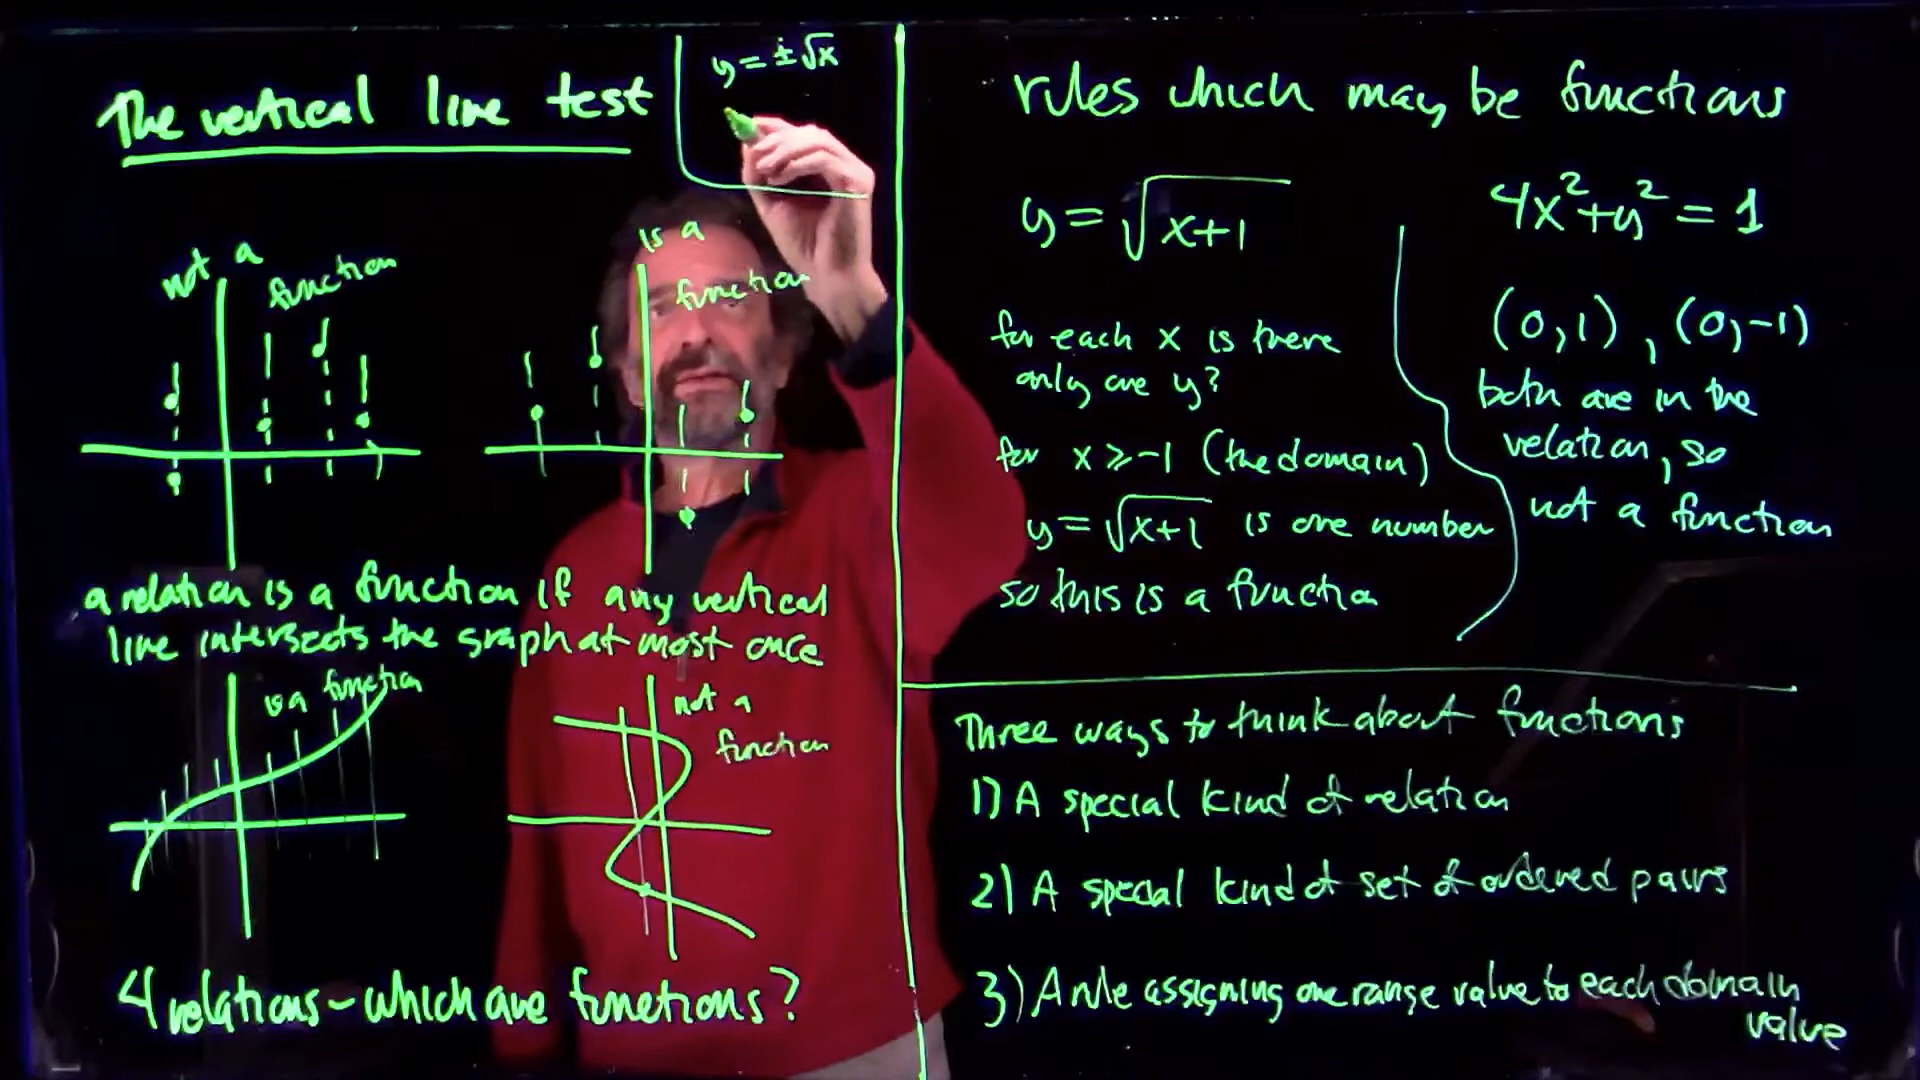 The vertical line test
y = ±√x
not a function
is a function
a relation is a function if any vertical
line intersects the graph at most once
is a function
not a function
4 relations - which are functions?
rules which may be functions
y = √x+1
for each x is there
only one y?
for x ≥ -1 (the domain)
y = √x+1 is one number
so this is a function
4x² + y² = 1
(0,1), (0,-1)
both are in the
relation, so
not a function
Three ways to think about functions
1) A special kind of relation
2) A special kind of set of ordered pairs
3) A rule assigning one range value to each domain
value